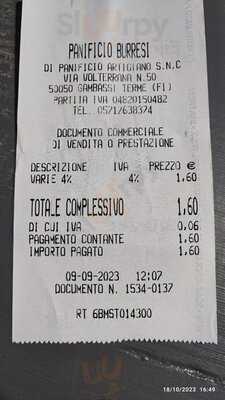 PANIFICIO BURRESI
DI PANIFICIO ARTIGIANO S.N.C
VIA VOLTERRANA N.50
50050 GAMBASSI TERME (FI)
PARTITA IVA 04820150482
TEL. 0571/638374
DOCUMENTO COMMERCIALE
DI VENDITA O PRESTAZIONE
DESCRIZIONE IVA PREZZO €
VARIE 4% 4% 1,60
TOTALE COMPLESSIVO 1,60
DI CUI IVA 0,06
PAGAMENTO CONTANTE 1,60
IMPORTO PAGATO 1,60
09-09-2023 12:07
DOCUMENTO N. 1534-0137
RT 6BMST014300
18/10/2023 16:49